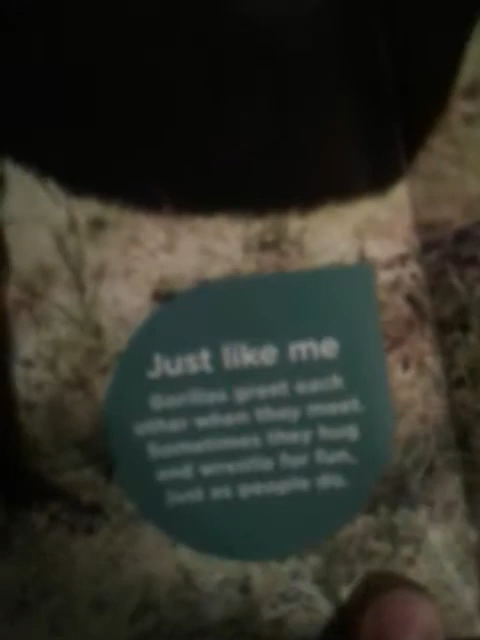 Just like me
Gorillas greet each
other when they meet.
Sometimes they hug
and wrestle for fun,
just as people do.